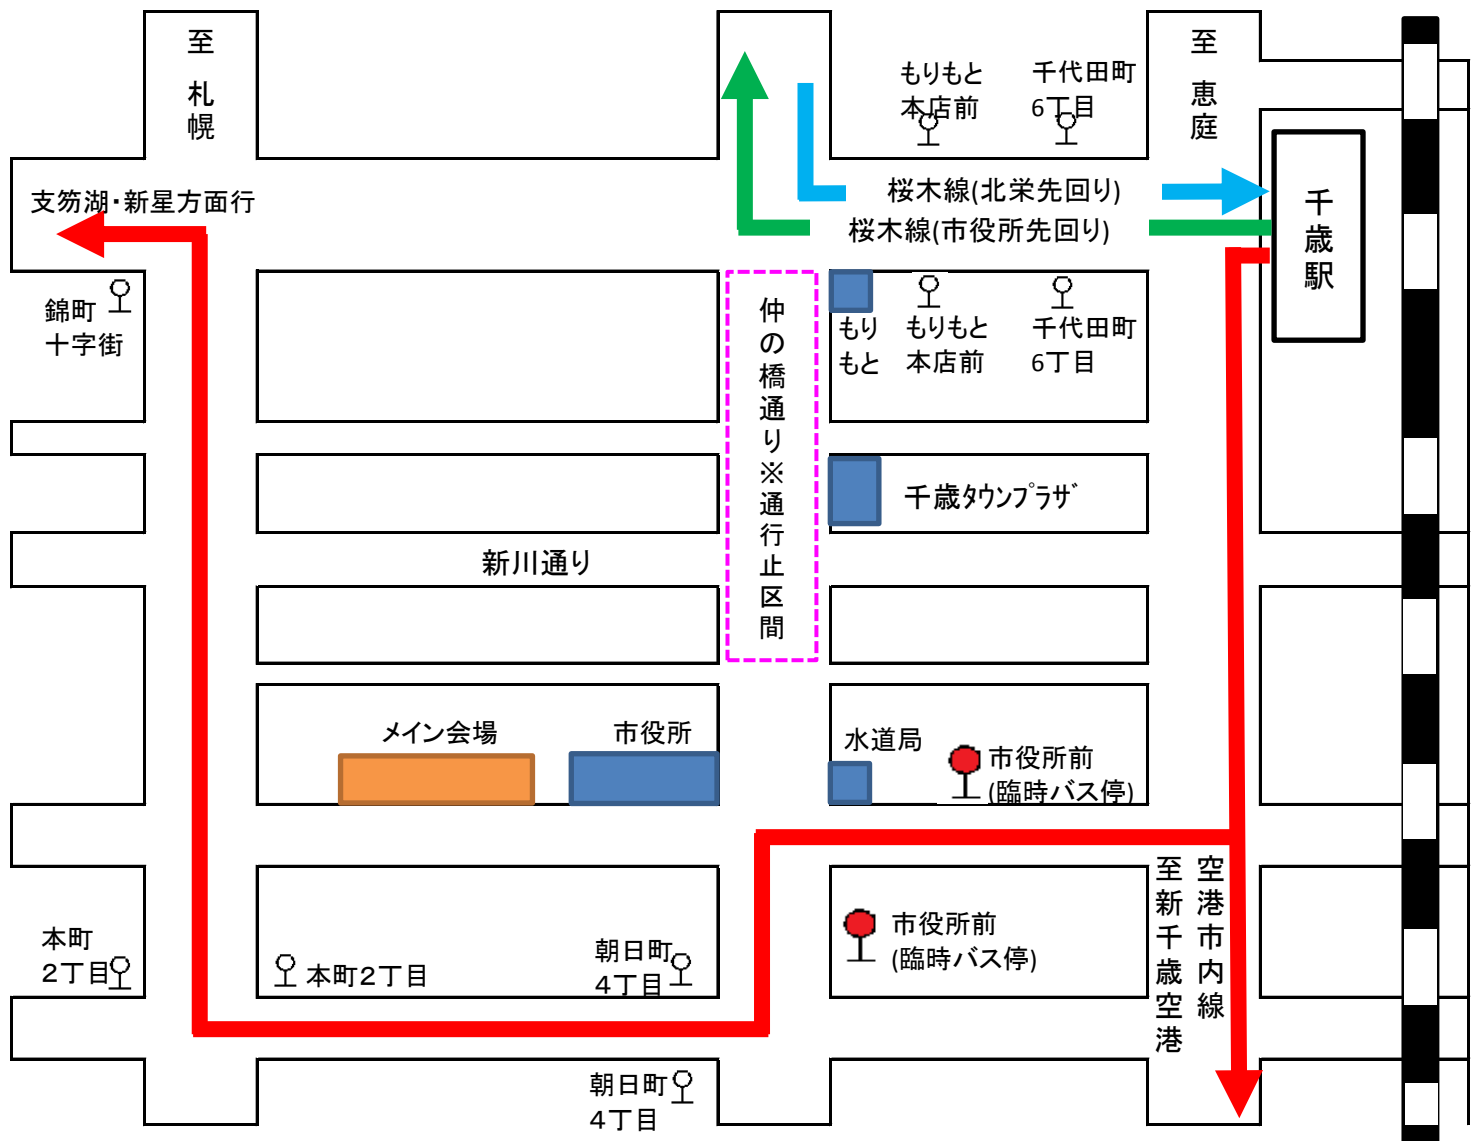 至 札幌
至 恵庭
もりもと
本店前
千代田町
6丁目
支笏湖・新星方面行
桜木線(北栄先回り)
桜木線(市役所先回り)
千歳駅
錦町
十字街
仲の橋通り※通行止区間
もり
もと
もりもと
本店前
千代田町
6丁目
千歳ﾀｳﾝﾌﾟﾗｻﾞ
新川通り
メイン会場
市役所
水道局
市役所前
(臨時バス停)
空港市内線
至新千歳空港
本町
2丁目
本町2丁目
朝日町
4丁目
市役所前
(臨時バス停)
朝日町
4丁目